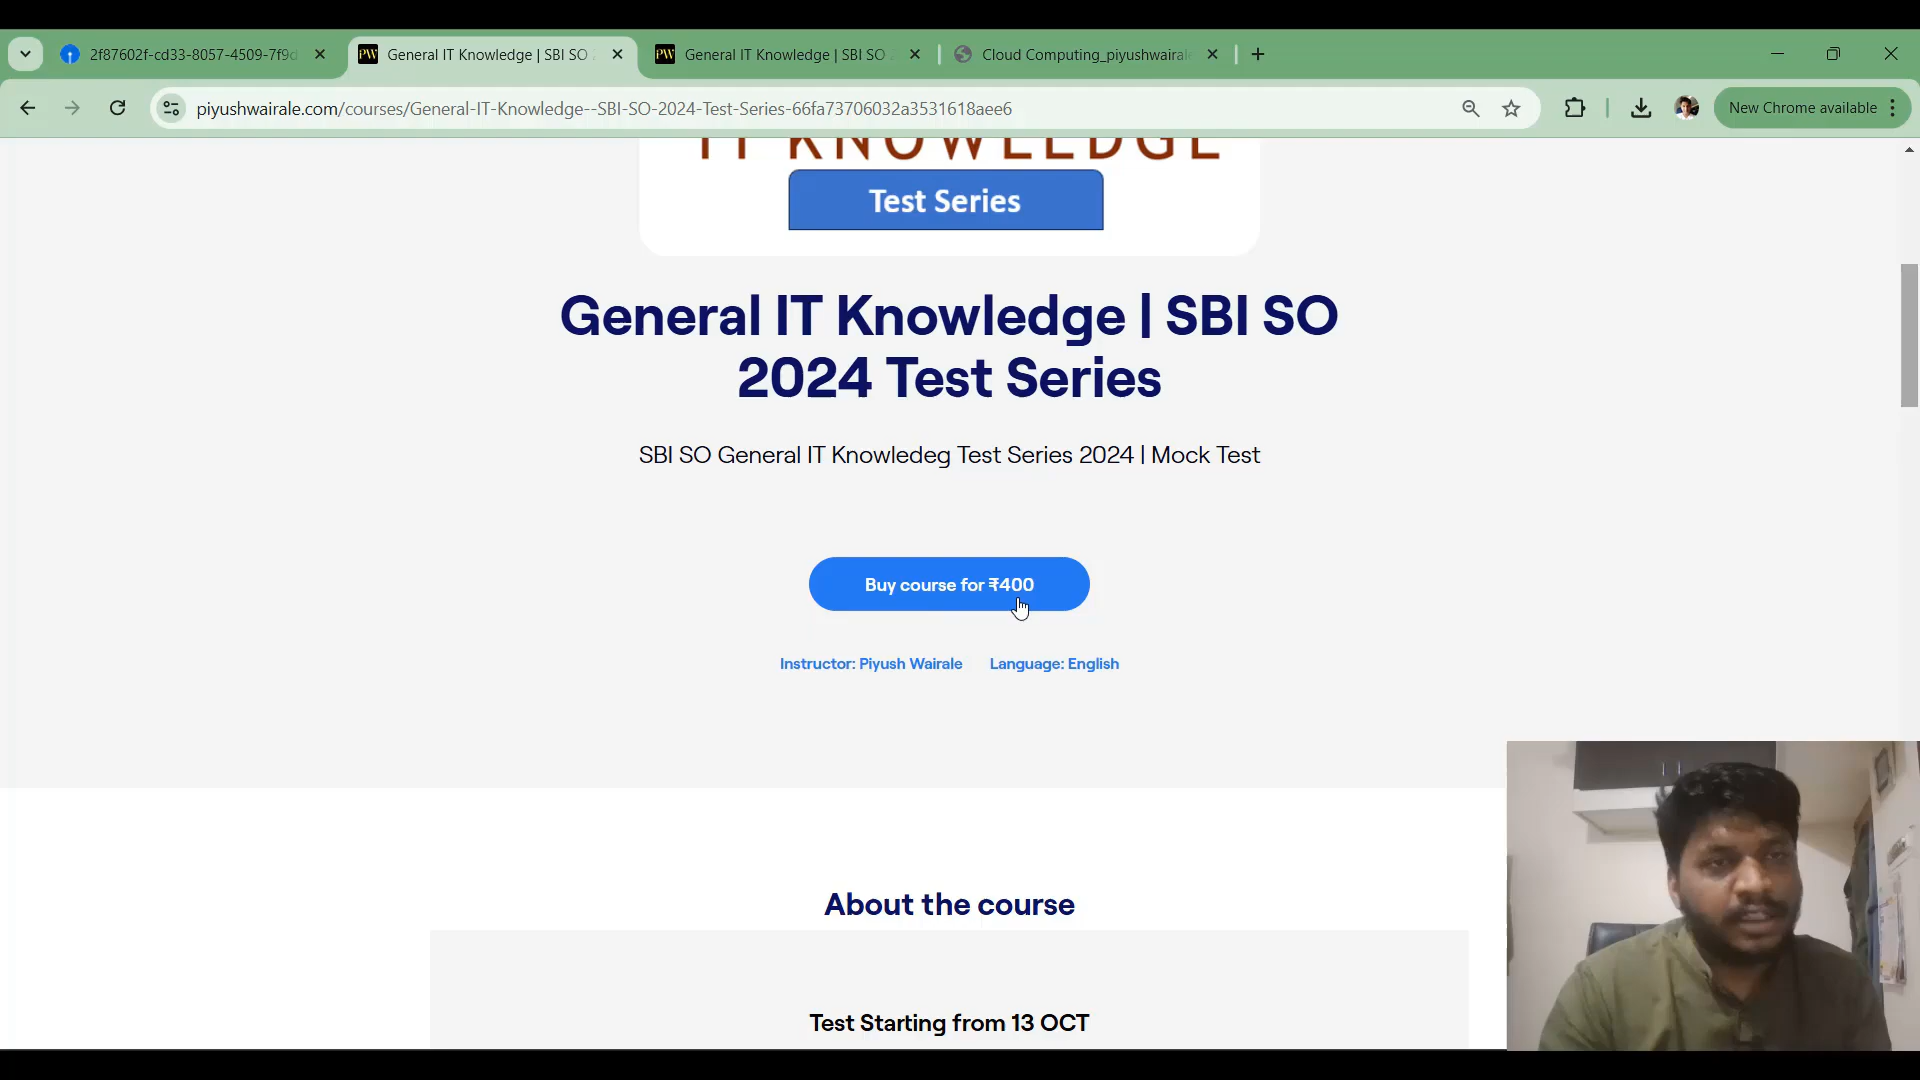 2f87602f-cd33-8057-4509-7f9d
General IT Knowledge | SBI SO
General IT Knowledge | SBI SO
Cloud Computing_piyushwairale
piyushwairale.com/courses/General-IT-Knowledge--SBI-SO-2024-Test-Series-66fa73706032a3531618aee6
New Chrome available
IT KNOWLEDGE
Test Series
General IT Knowledge | SBI SO
2024 Test Series
SBI SO General IT Knowledeg Test Series 2024 | Mock Test
Buy course for ₹400
Instructor: Piyush Wairale
Language: English
About the course
Test Starting from 13 OCT